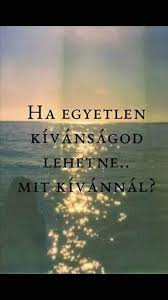 Ha egyetlen
kívánságod
lehetne..
mit kívánnál?